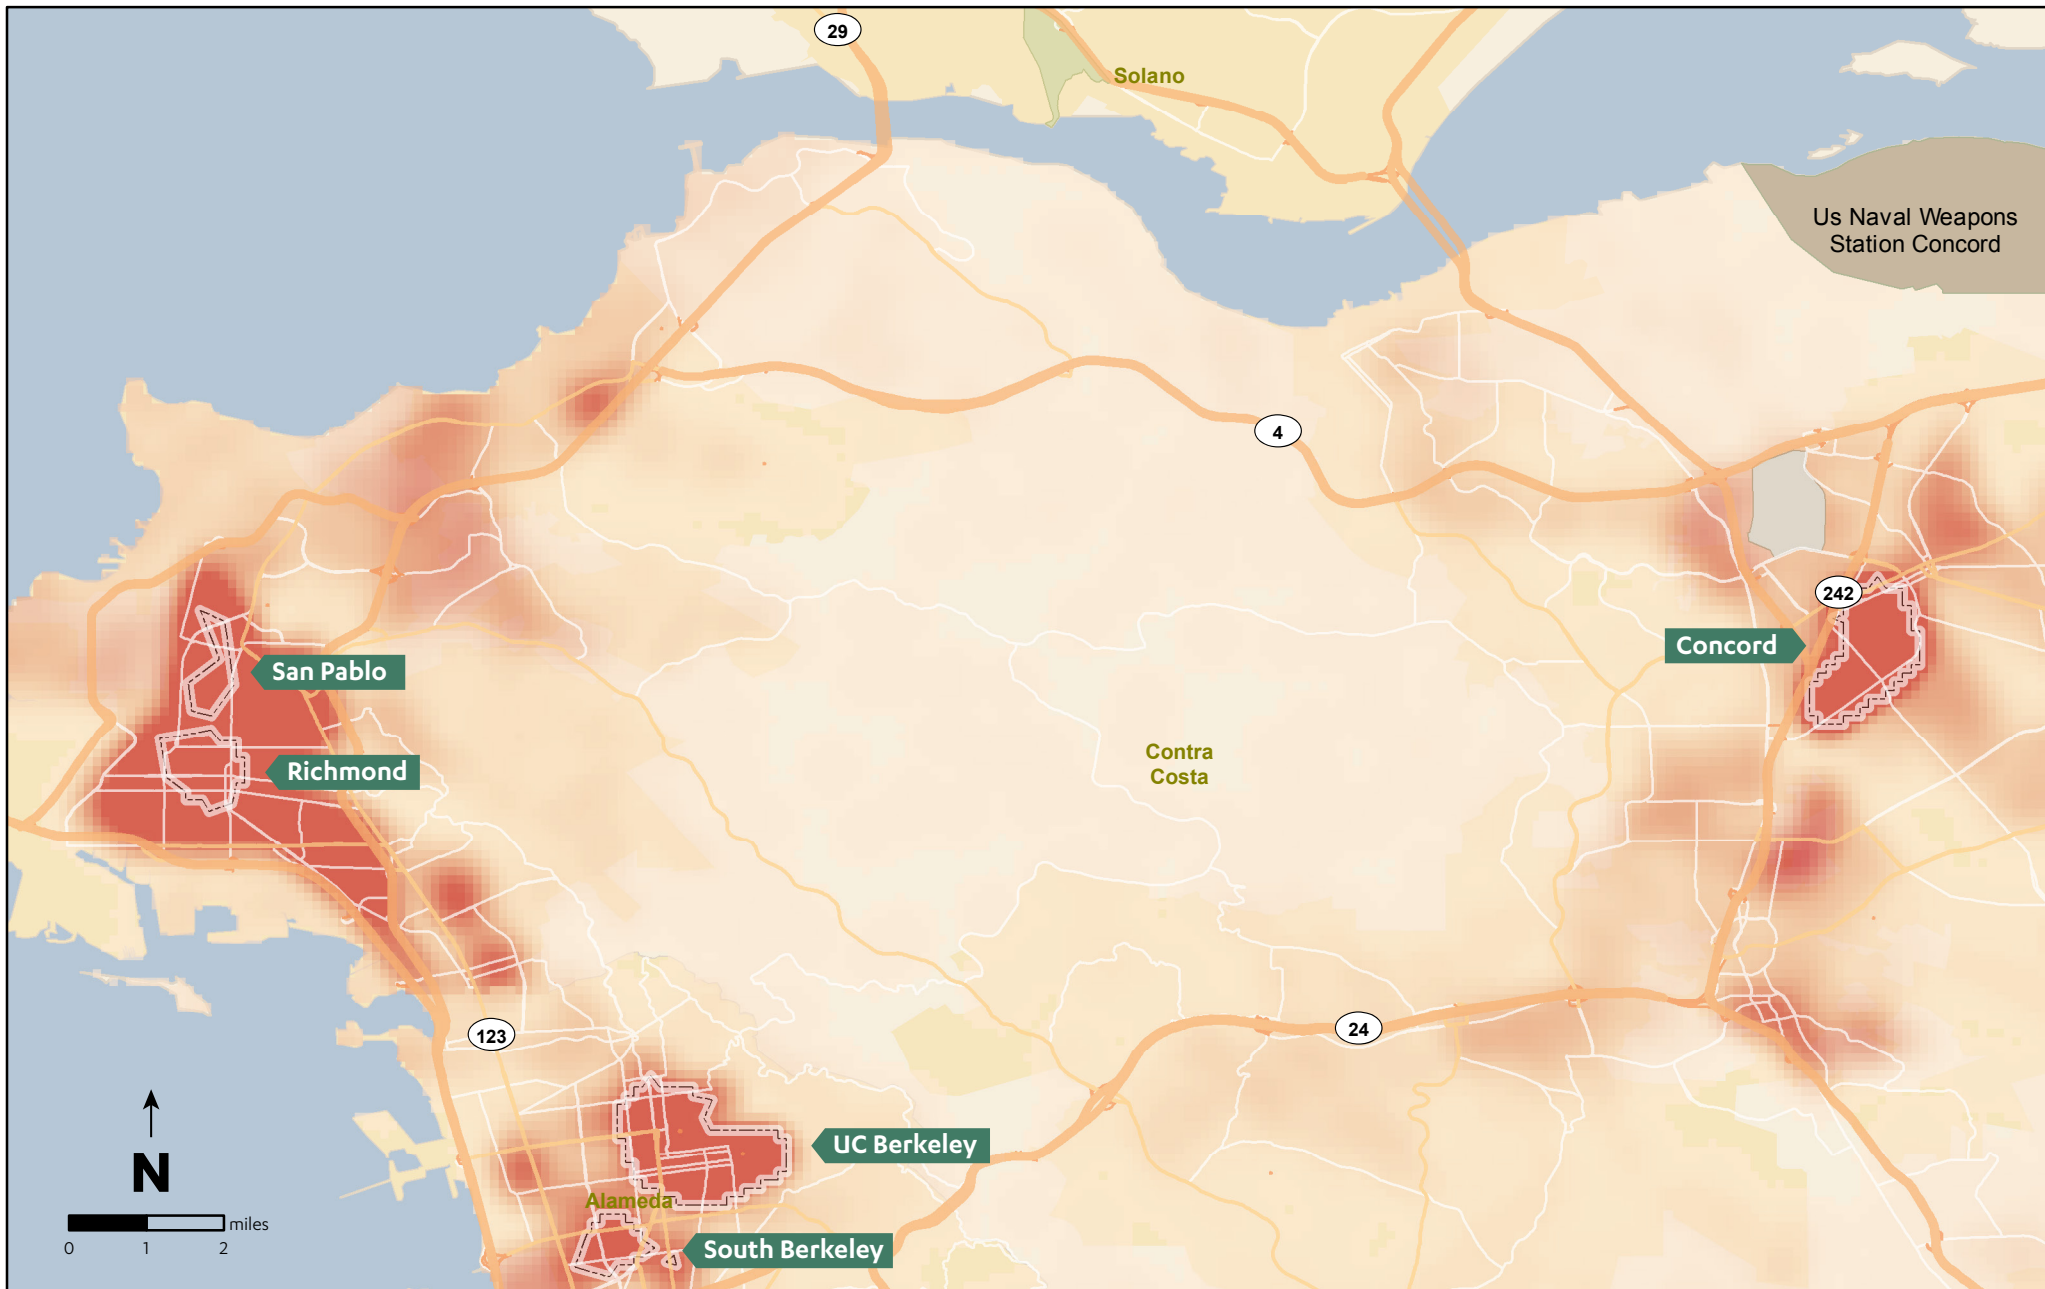 29
Solano
Us Naval Weapons
Station Concord
4
242
Concord
San Pablo
Contra
Costa
Richmond
123
24
UC Berkeley
N
Alameda
miles
0 1 2
South Berkeley